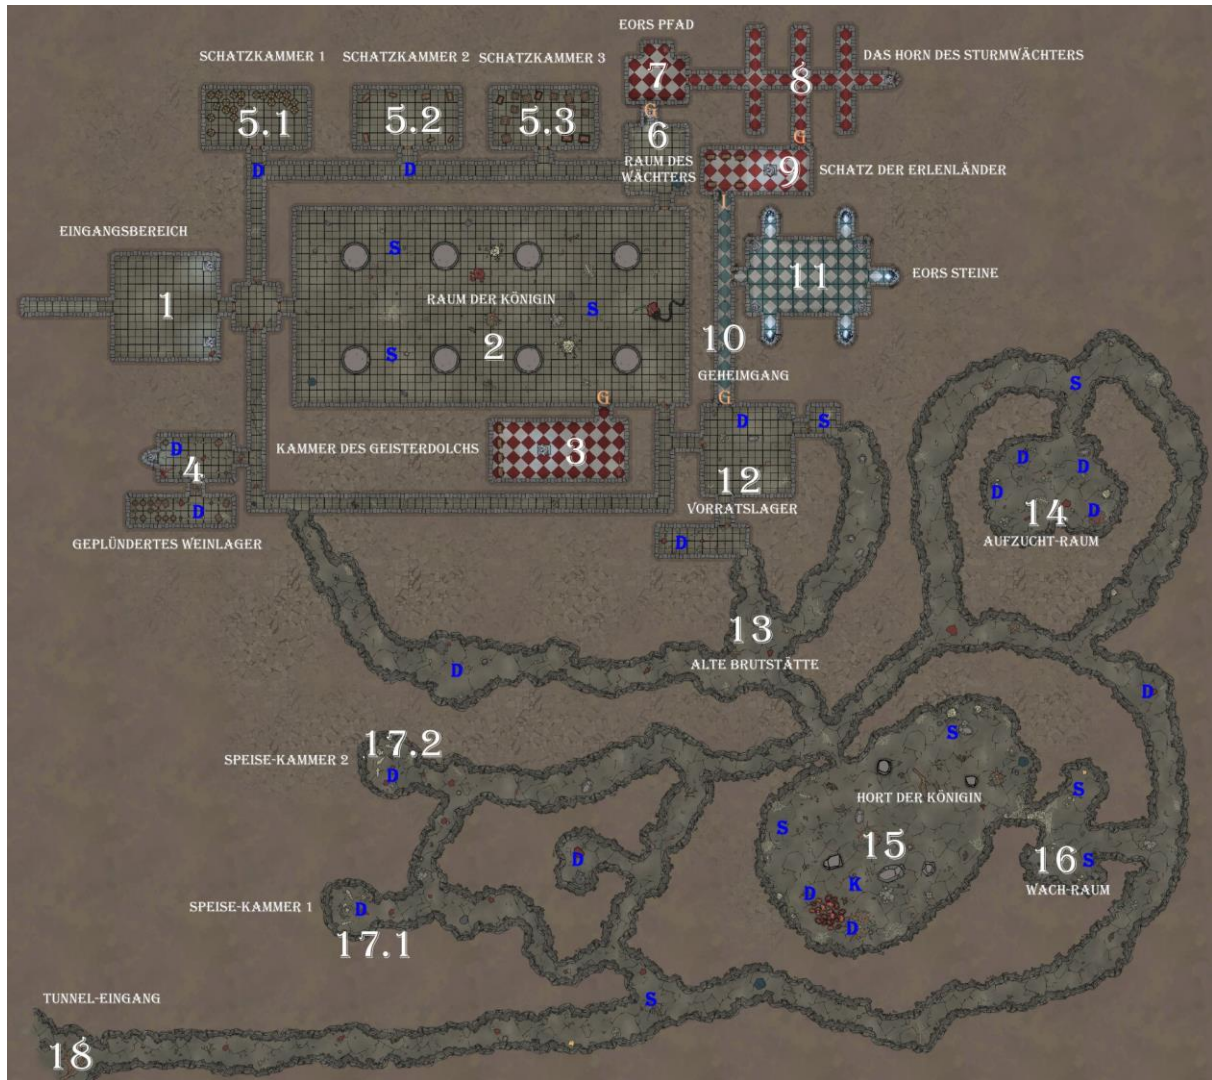 EORS PFAD
SCHATZKAMMER 1
SCHATZKAMMER 2
SCHATZKAMMER 3
DAS HORN DES STURMWÄCHTERS
7
8
G
5.1
5.2
5.3
6
G
D
D
RAUM DES
WÄCHTERS
9
SCHATZ DER ERLENLÄNDER
I
EINGANGSBEREICH
S
11
EORS STEINE
1
RAUM DER KÖNIGIN
S
2
S
10
GEHEIMGANG
S
G
G
D
S
KAMMER DES GEISTERDOLCHS
3
D
4
12
D
D
D
14
D
D
VORRATSLAGER
GEPLÜNDERTES WEINLAGER
D
AUFZUCHT-RAUM
13
ALTE BRUTSTÄTTE
D
D
17.2
S
SPEISE-KAMMER 2
D
HORT DER KÖNIGIN
S
S
15
D
16
S
WACH-RAUM
K
D
D
SPEISE-KAMMER 1
D
17.1
TUNNEL-EINGANG
S
18